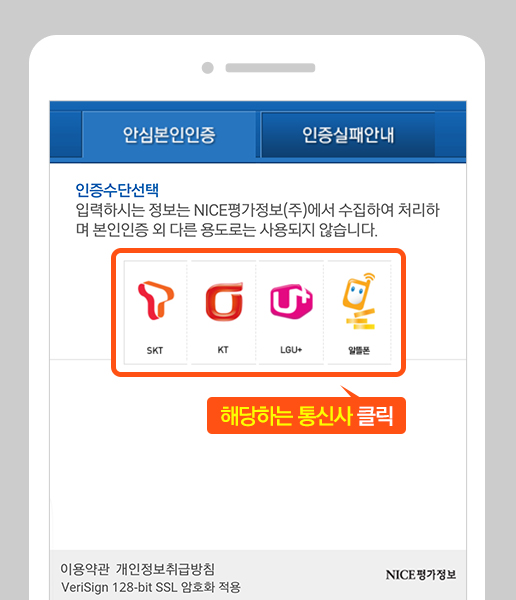 안심본인인증 인증실패안내
인증수단선택
입력하시는 정보는 NICE평가정보(주)에서 수집하여 처리하
며 본인인증 외 다른 용도로는 사용되지 않습니다.
SKT KT LGU+ 알뜰폰
해당하는 통신사 클릭
이용약관 개인정보취급방침
VeriSign 128-bit SSL 암호화 적용
NICE평가정보